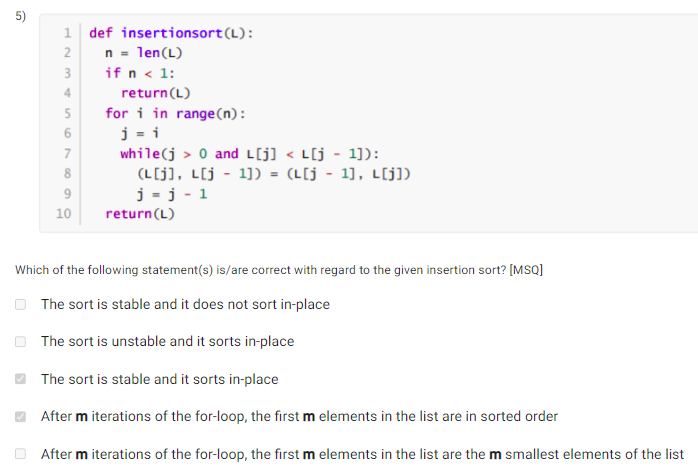 5)
1 def insertionsort(L):
2 n = len(L)
3 if n < 1:
4 return(L)
5 for i in range(n):
6 j = i
7 while(j > 0 and L[j] < L[j - 1]):
8 (L[j], L[j - 1]) = (L[j - 1], L[j])
9 j = j - 1
10 return(L)
Which of the following statement(s) is/are correct with regard to the given insertion sort? [MSQ]
The sort is stable and it does not sort in-place
The sort is unstable and it sorts in-place
The sort is stable and it sorts in-place
After m iterations of the for-loop, the first m elements in the list are in sorted order
After m iterations of the for-loop, the first m elements in the list are the m smallest elements of the list